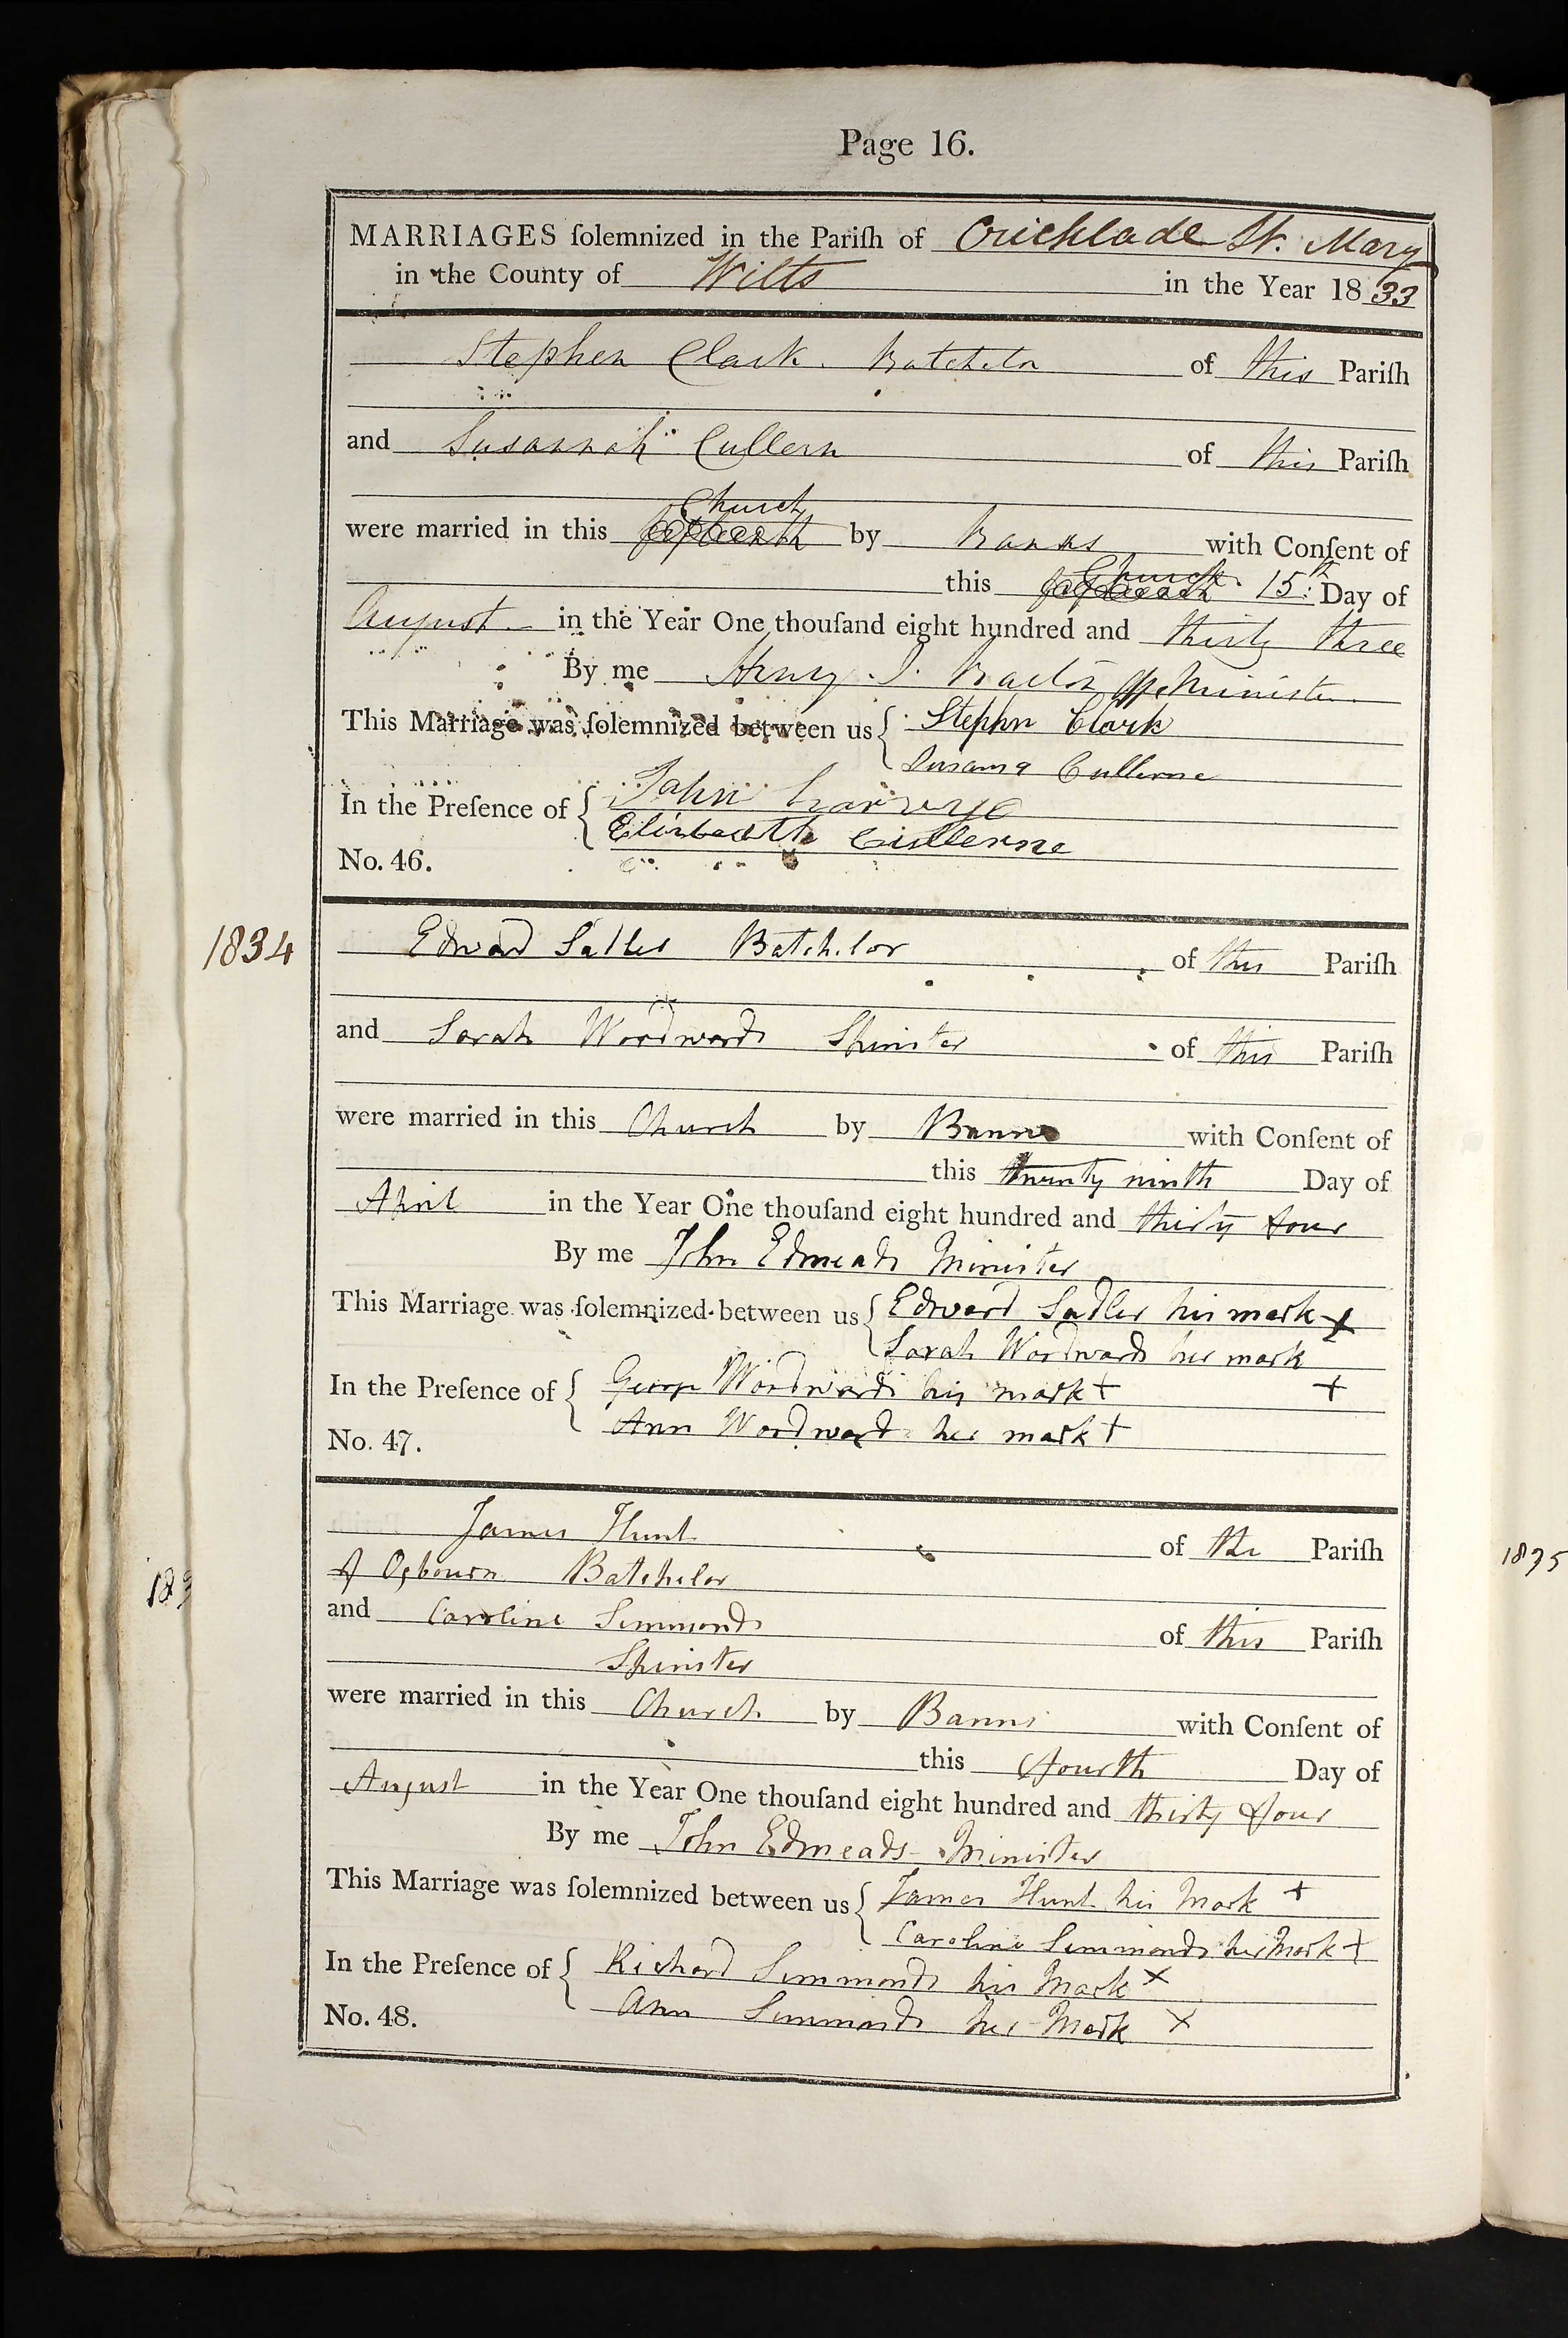 Page 16.
MARRIAGES ſolemnized in the Pariſh of Cricklade St. Mary
in the County of Wilts in the Year 1833
Stephen Clark. Batchelor of this Pariſh
and Susannah Cullern of this Pariſh
Church
were married in this fifteenth by Banns with Conſent of
Church
this fifteenth 15th Day of
August in the Year One thouſand eight hundred and thirty three
By me Henry J. Minister
This Marriage was ſolemnized between us { Stephn Clark
Susanna Cullerne
In the Preſence of { John
Elizbeath Cullerne
No. 46.
1834
Edward Sadler Batchelor of this Pariſh
and Sarah Woodwards Spinster of this Pariſh
were married in this Church by Banns with Conſent of
this twenty ninth Day of
April in the Year One thouſand eight hundred and thirty four
By me John Edmeads Minister
This Marriage was ſolemnized between us { Edward Sadler his mark +
Sarah Woodwards her mark
In the Preſence of { George Woodwards his mark + +
Ann Woodward her mark +
No. 47.
James Hunt of the Pariſh
of Ogbourn Batchelor
and Caroline Simmonds of this Pariſh
Spinster
were married in this Church by Banns with Conſent of
this fourth Day of
August in the Year One thouſand eight hundred and thirty four
By me John Edmeads Minister
This Marriage was ſolemnized between us { James Hunt his Mark +
Caroline Simmonds her Mark +
In the Preſence of { Richard Simmonds his Mark X
Ann Simmonds her Mark X
No. 48.
183
1835